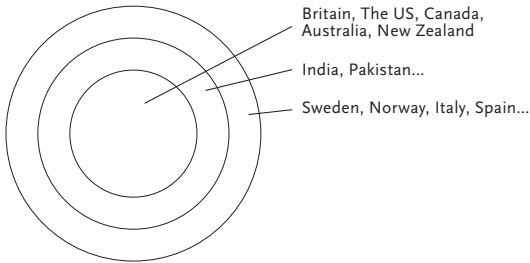 Britain, The US, Canada,
Australia, New Zealand
India, Pakistan...
Sweden, Norway, Italy, Spain...